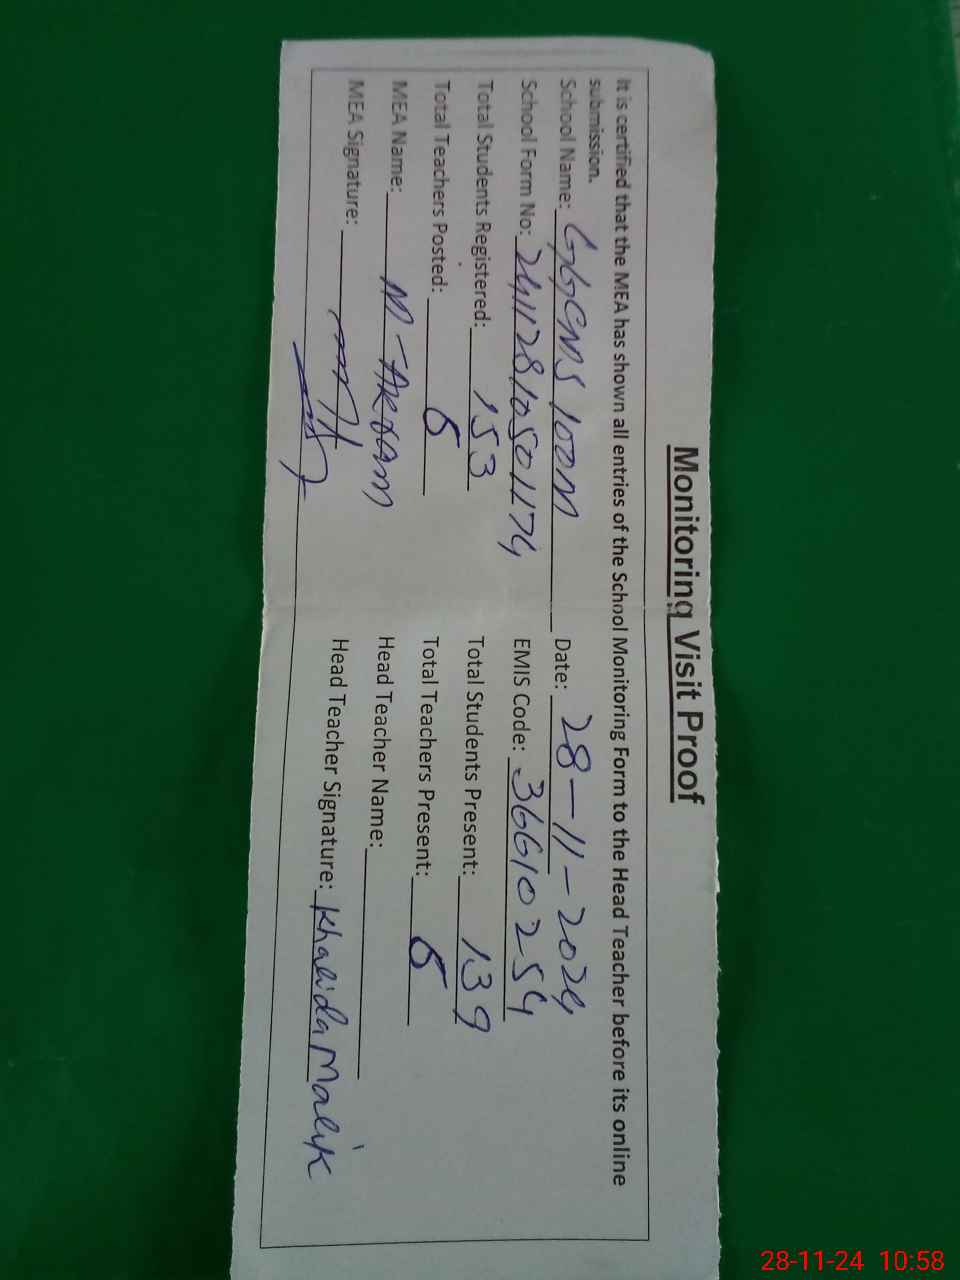 Monitoring Visit Proof
It is certified that the MEA has shown all entries of the School Monitoring Form to the Head Teacher before its online
submission.
School Name: GGCMS 100M Date: 28-11-2024
School Form No: 24112810501174 EMIS Code: 36610254
Total Students Registered: 153 Total Students Present: 139
Total Teachers Posted: 6 Total Teachers Present: 6
MEA Name: M-Akram Head Teacher Name:
MEA Signature: Head Teacher Signature: Khalida Malik
28-11-24 10:58